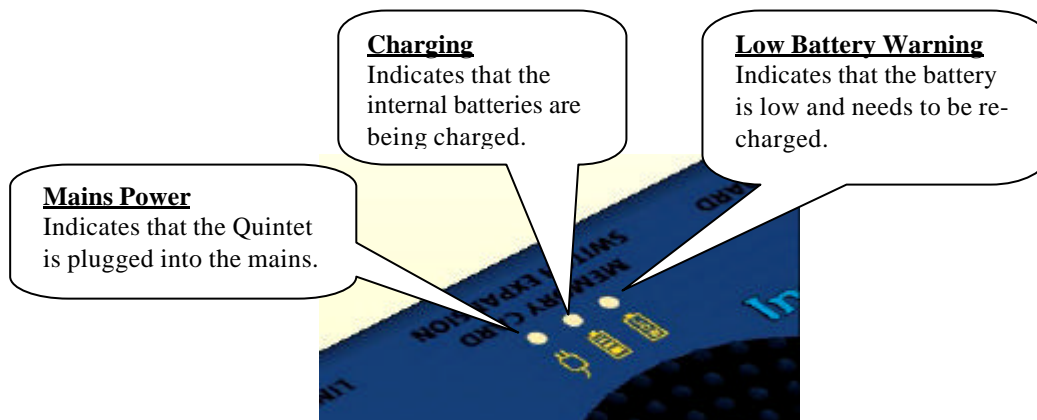 Charging
Indicates that the
internal batteries are
being charged.
Low Battery Warning
Indicates that the battery
is low and needs to be re-
charged.
Mains Power
Indicates that the Quintet
is plugged into the mains.
MEMORY CARD
SWITCH EXPANSION